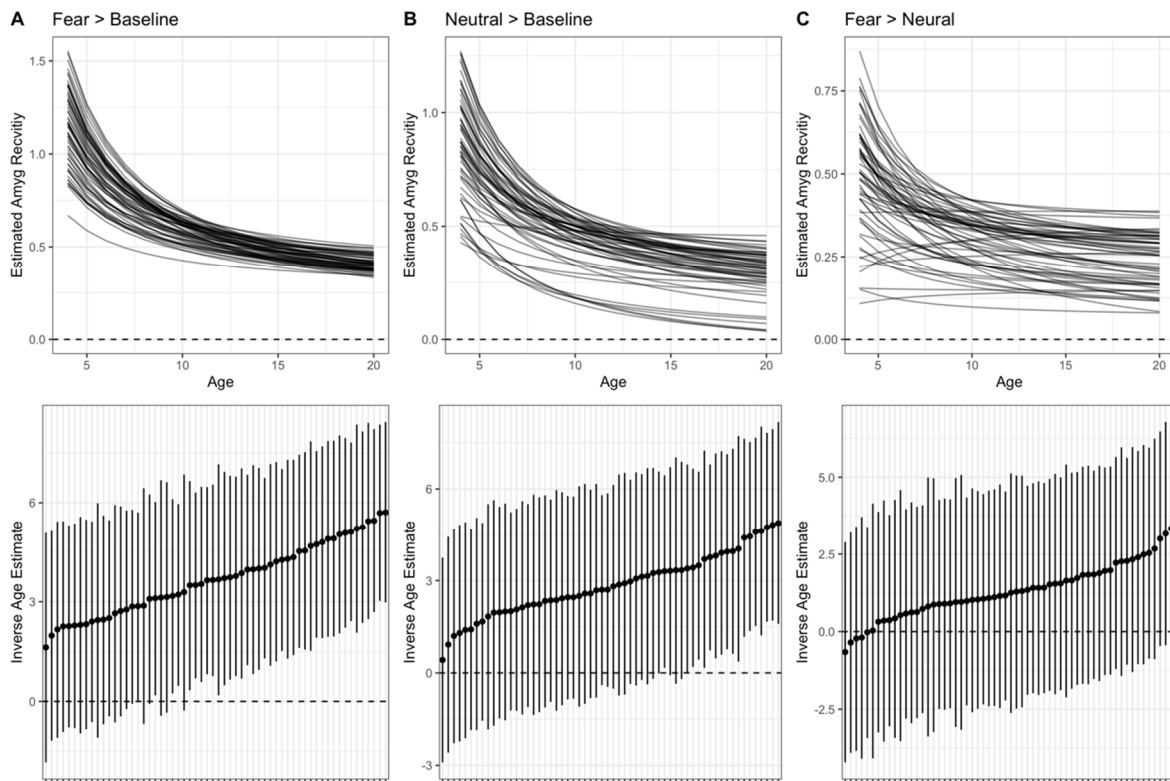 A Fear > Baseline
B Neutral > Baseline
C Fear > Neural
Estimated Amyg Recvitiy
1.5
1.0
0.5
0.0
5 10 15 20
Age
Estimated Amyg Recvitiy
1.0
0.5
0.0
5 10 15 20
Age
Estimated Amyg Recvitiy
0.75
0.50
0.25
0.00
5 10 15 20
Age
Inverse Age Estimate
6
3
0
Inverse Age Estimate
6
3
0
-3
Inverse Age Estimate
5.0
2.5
0.0
-2.5